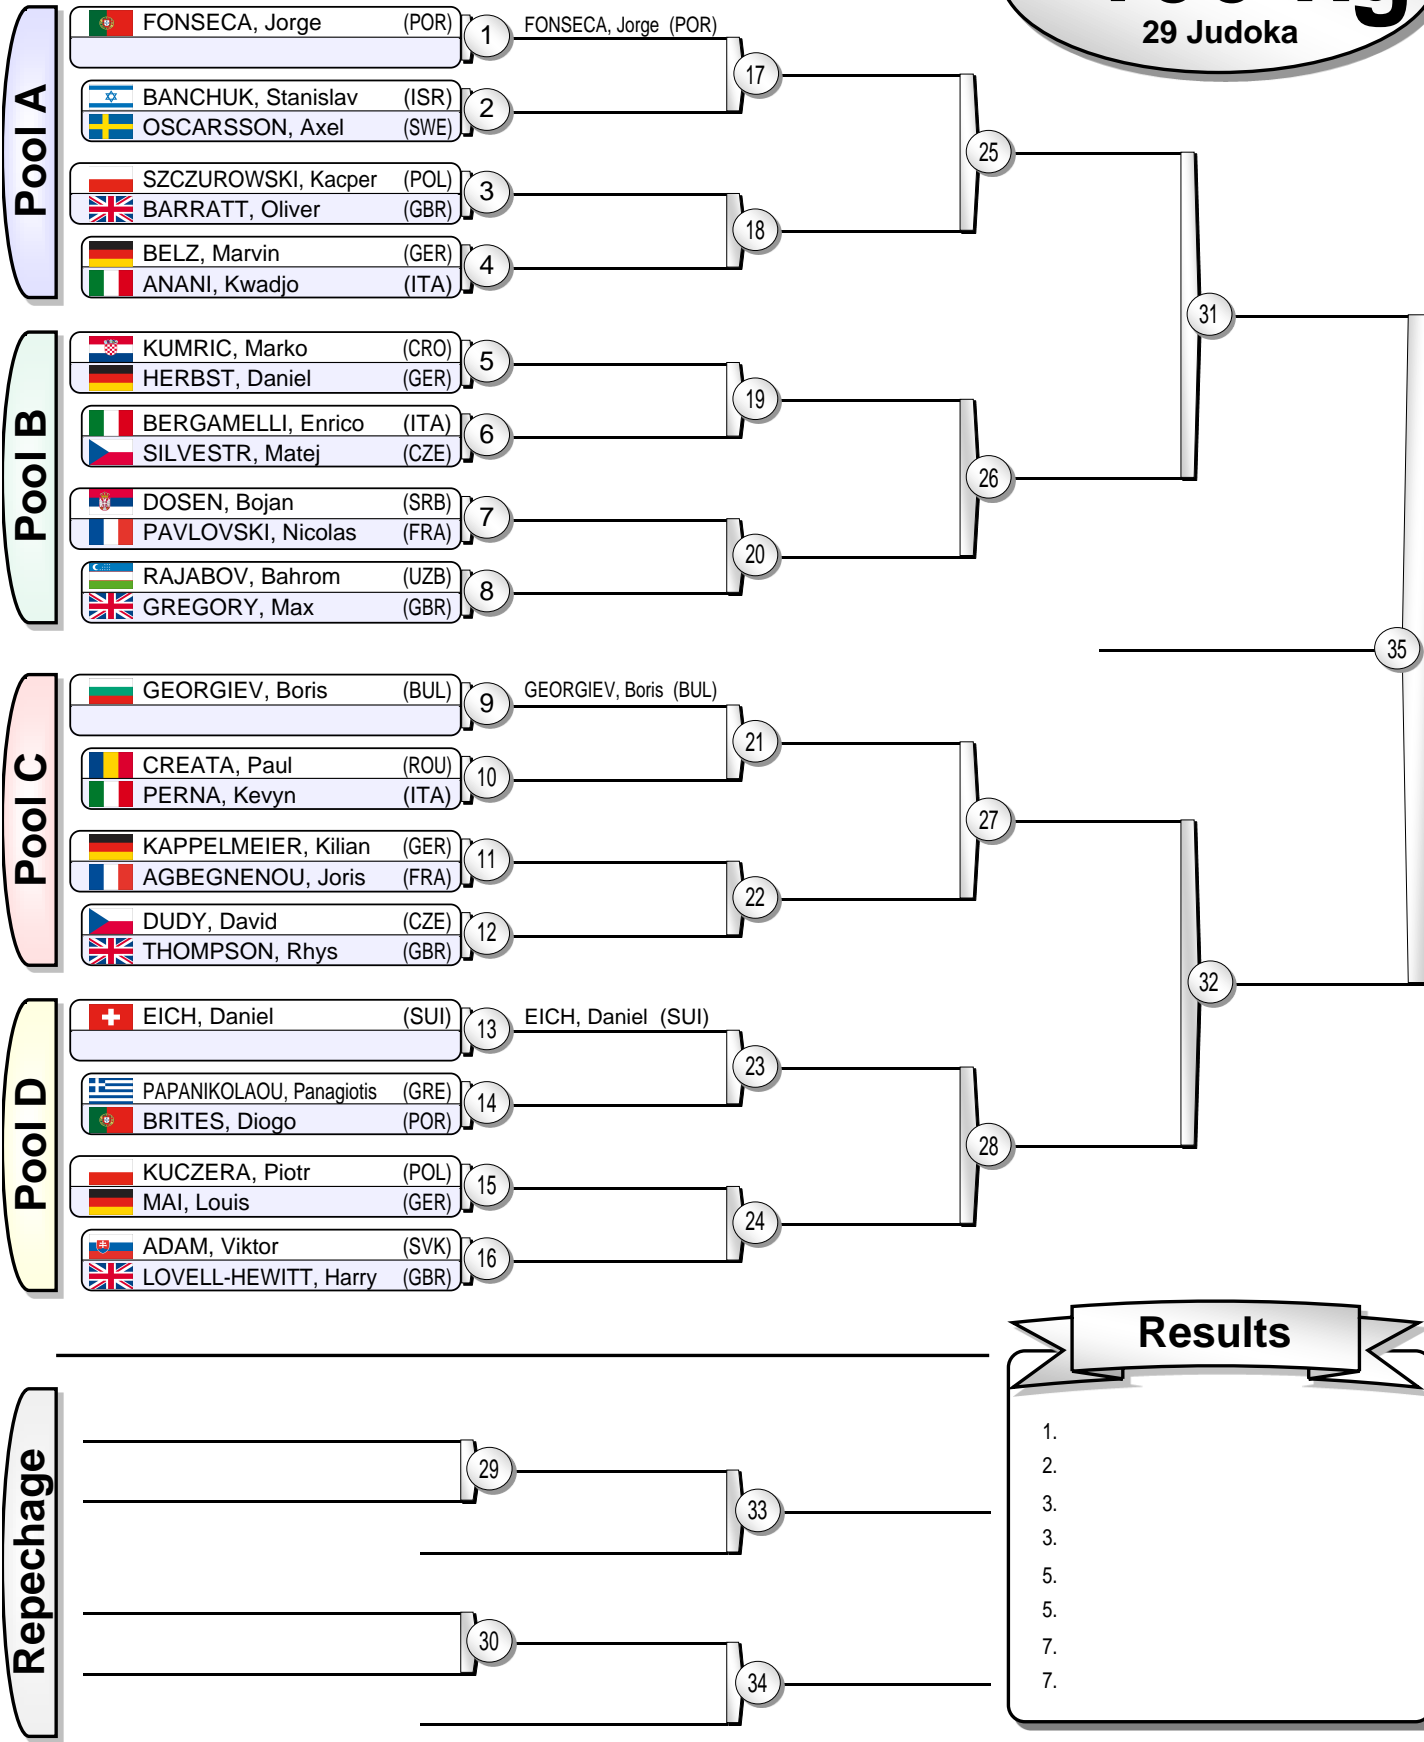 29 Judoka
Pool A
FONSECA, Jorge (POR) 1 FONSECA, Jorge (POR)
17
BANCHUK, Stanislav (ISR) 2
OSCARSSON, Axel (SWE)
25
SZCZUROWSKI, Kacper (POL) 3
BARRATT, Oliver (GBR)
18
BELZ, Marvin (GER) 4
ANANI, Kwadjo (ITA)
31
Pool B
KUMRIC, Marko (CRO) 5
HERBST, Daniel (GER)
19
BERGAMELLI, Enrico (ITA) 6
SILVESTR, Matej (CZE)
26
DOSEN, Bojan (SRB) 7
PAVLOVSKI, Nicolas (FRA)
20
RAJABOV, Bahrom (UZB) 8
GREGORY, Max (GBR)
35
Pool C
GEORGIEV, Boris (BUL) 9 GEORGIEV, Boris (BUL)
21
CREATA, Paul (ROU) 10
PERNA, Kevyn (ITA)
27
KAPPELMEIER, Kilian (GER) 11
AGBEGNENOU, Joris (FRA)
22
DUDY, David (CZE) 12
THOMPSON, Rhys (GBR)
32
Pool D
EICH, Daniel (SUI) 13 EICH, Daniel (SUI)
23
PAPANIKOLAOU, Panagiotis (GRE) 14
BRITES, Diogo (POR)
28
KUCZERA, Piotr (POL) 15
MAI, Louis (GER)
24
ADAM, Viktor (SVK) 16
LOVELL-HEWITT, Harry (GBR)
Repechage
29
33
30
34
Results
1.
2.
3.
3.
5.
5.
7.
7.